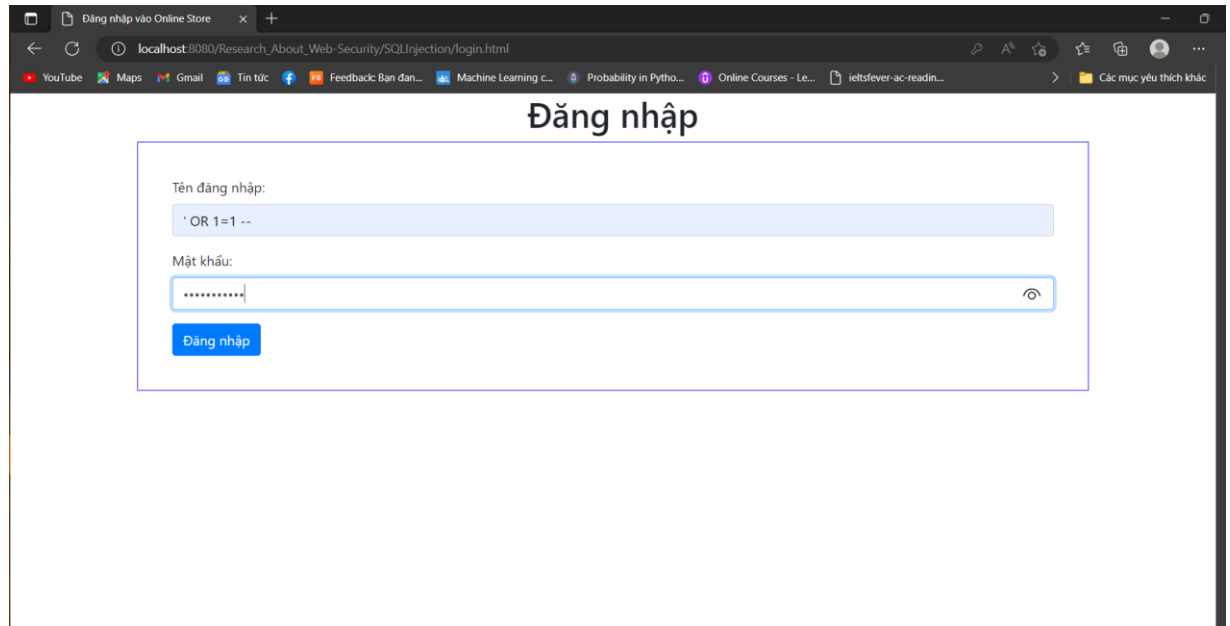 Đăng nhập vào Online Store
localhost:8080/Research_About_Web-Security/SQLInjection/login.html
YouTube Maps Gmail Tin tức Feedback: Bạn đan... Machine Learning c... Probability in Pytho... Online Courses - Le... ieltsfever-ac-readin... Các mục yêu thích khác
Đăng nhập
Tên đăng nhập:
' OR 1=1 --
Mật khẩu:
•••••••••••
Đăng nhập